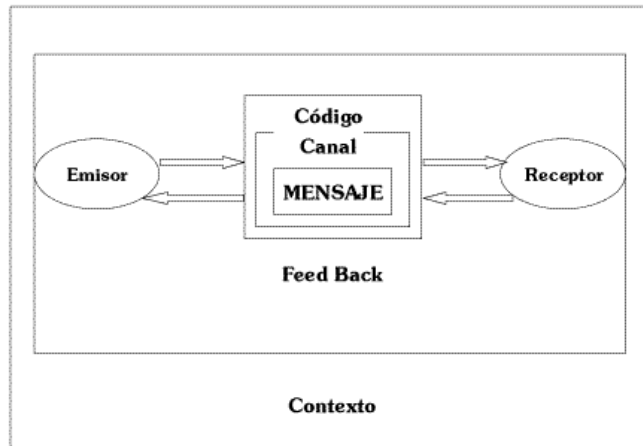 Código
Canal
Emisor
MENSAJE
Receptor
Feed Back
Contexto